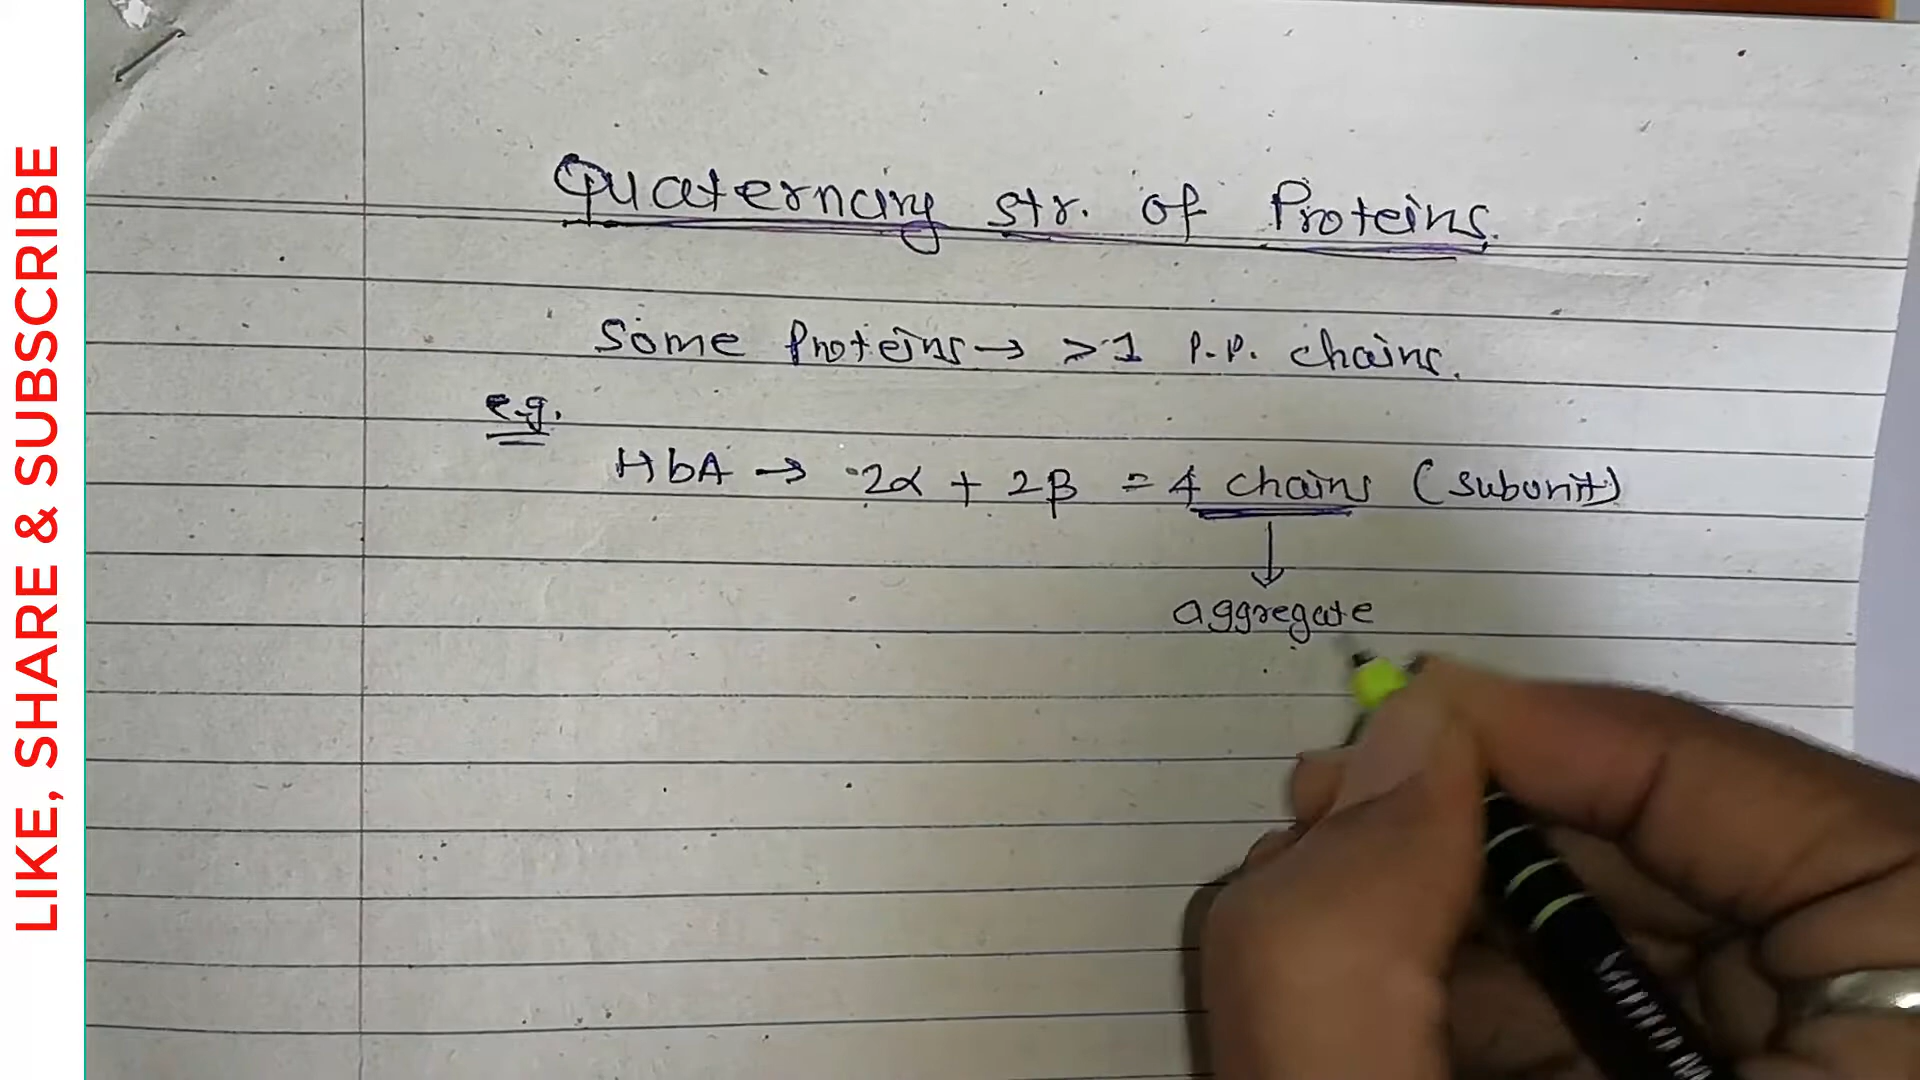 LIKE, SHARE & SUBSCRIBE
Quaternary str. of Proteins.
Some Proteins → >1 P.P. chains.
e.g.
HbA → 2α + 2β = 4 chains (subunit)
↓
aggregate